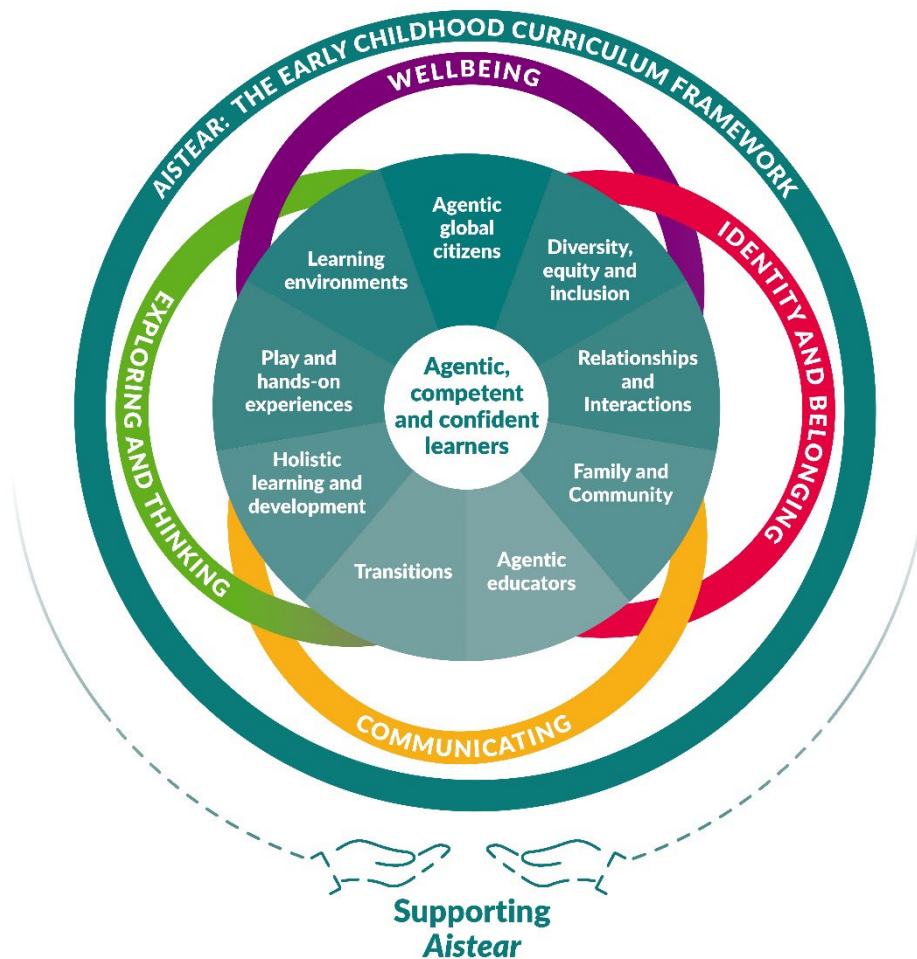 AISTEAR: THE EARLY CHILDHOOD CURRICULUM FRAMEWORK
WELLBEING
IDENTITY AND BELONGING
COMMUNICATING
EXPLORING AND THINKING
Agentic
global
citizens
Diversity,
equity and
inclusion
Relationships
and
Interactions
Family and
Community
Agentic
educators
Transitions
Holistic
learning and
development
Play and
hands-on
experiences
Learning
environments
Agentic,
competent
and confident
learners
Supporting
Aistear